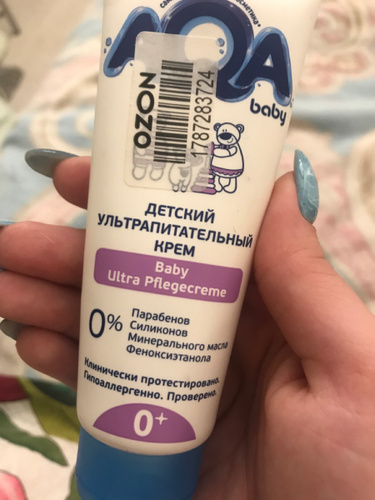 AQA
baby
OZON
1787283724
ДЕТСКИЙ
УЛЬТРАПИТАТЕЛЬНЫЙ
КРЕМ
Baby
Ultra Pflegecreme
0%
Парабенов
Силиконов
Минерального масла
Феноксиэтанола
Клинически протестировано.
Гипоаллергенно. Проверено.
0+